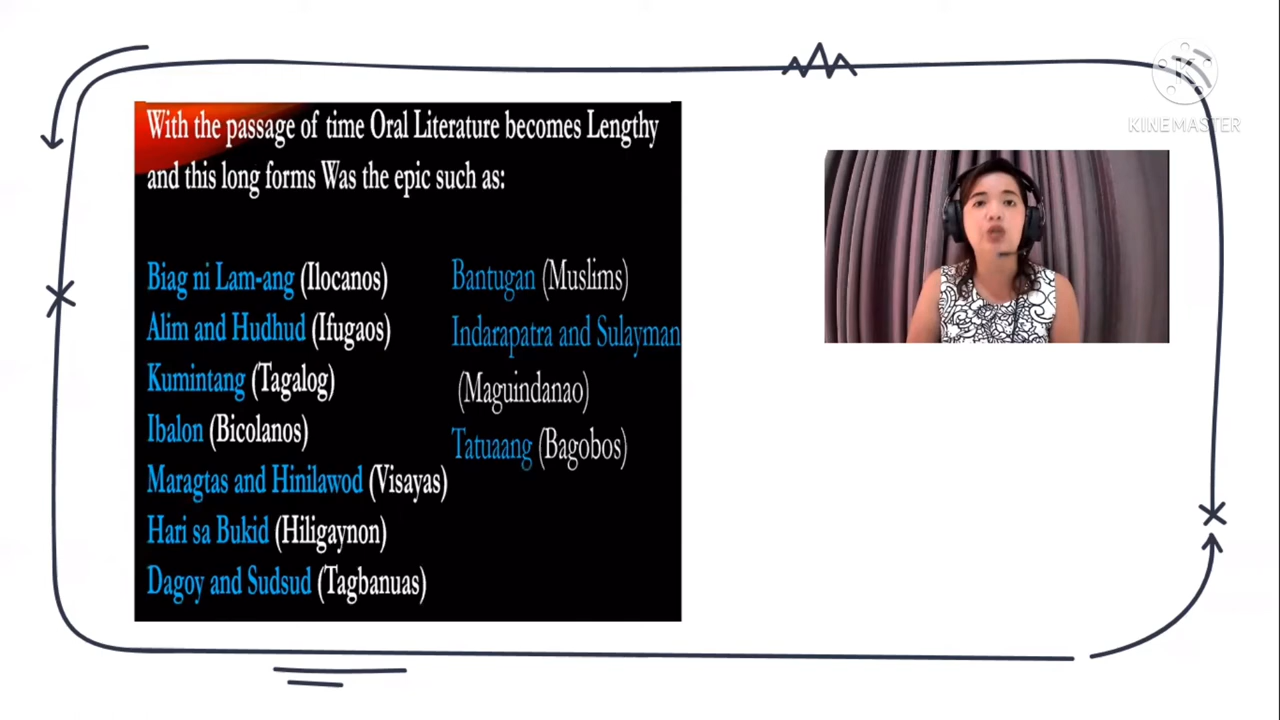 With the passage of time Oral Literature becomes Lengthy
and this long forms Was the epic such as:
Biag ni Lam-ang (Ilocanos)
Alim and Hudhud (Ifugaos)
Kumintang (Tagalog)
Ibalon (Bicolanos)
Maragtas and Hinilawod (Visayas)
Hari sa Bukid (Hiligaynon)
Dagoy and Sudsud (Tagbanuas)
Bantugan (Muslims)
Indarapatra and Sulayman
(Maguindanao)
Tatuaang (Bagobos)
K
KINEMASTER